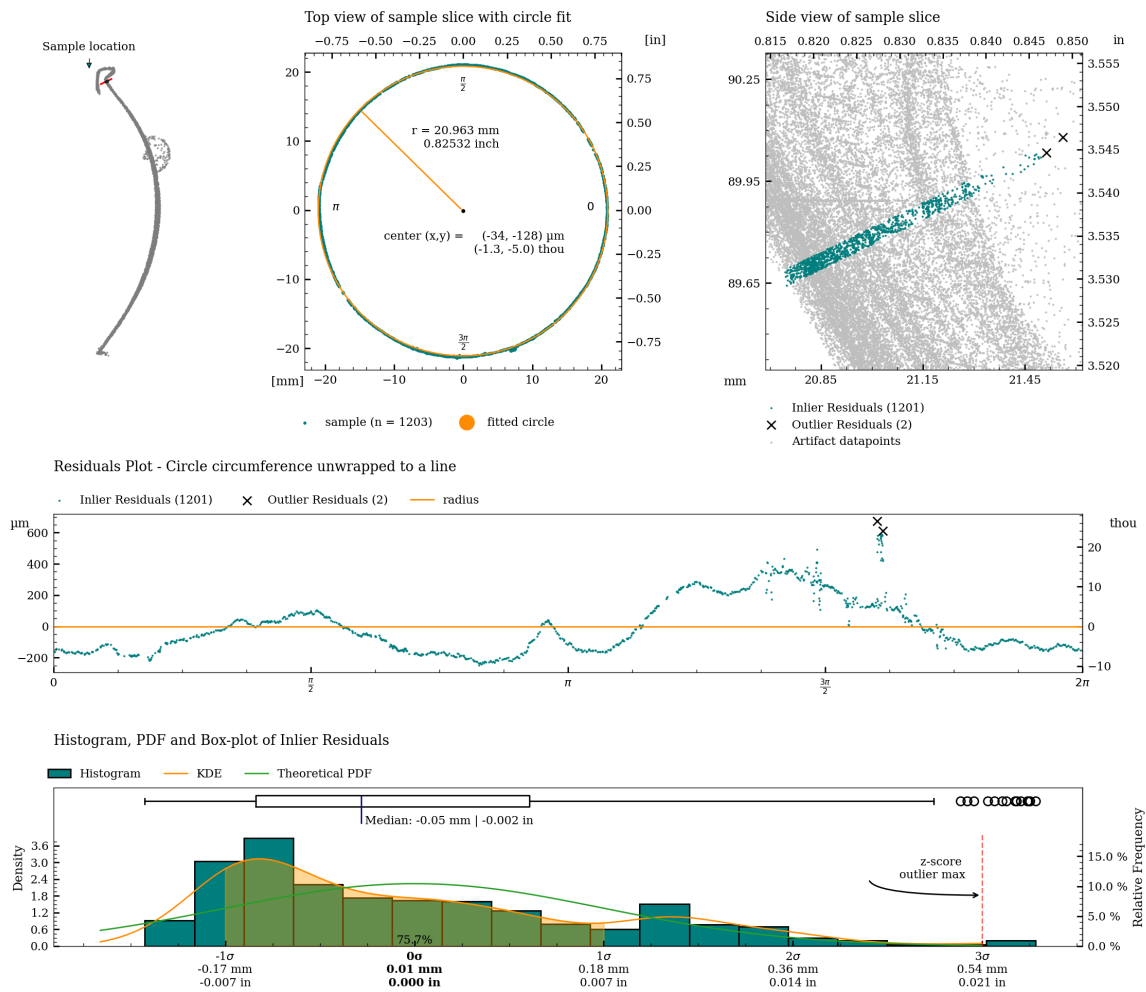 Sample location
Top view of sample slice with circle fit
−0.75 −0.50 −0.25 0.00 0.25 0.50 0.75 [in]
20
10
0
−10
−20
0.75
0.50
0.25
0.00
−0.25
−0.50
−0.75
π/2
r = 20.963 mm
0.82532 inch
π
0
center (x,y) = (-34, -128) µm
(-1.3, -5.0) thou
3π/2
[mm] −20 −10 0 10 20
sample (n = 1203) fitted circle
Side view of sample slice
0.815 0.820 0.825 0.828 0.830 0.835 0.840 0.845 0.850 in
90.25
89.95
89.65
3.555
3.550
3.545
3.540
3.535
3.530
3.525
3.520
mm 20.85 21.15 21.45
Inlier Residuals (1201)
Outlier Residuals (2)
Artifact datapoints
Residuals Plot - Circle circumference unwrapped to a line
Inlier Residuals (1201) Outlier Residuals (2) radius
µm
thou
600
400
200
0
−200
20
10
0
−10
0 π/2 π 3π/2 2π
Histogram, PDF and Box-plot of Inlier Residuals
Histogram KDE Theoretical PDF
Median: -0.05 mm | -0.002 in
Density
3.6
3.0
2.4
1.8
1.2
0.6
0.0
z-score
outlier max
75.7%
15.0 %
10.0 %
5.0 %
0.0 %
Relative Frequency
-1σ 0σ 1σ 2σ 3σ
-0.17 mm 0.01 mm 0.18 mm 0.36 mm 0.54 mm
-0.007 in 0.000 in 0.007 in 0.014 in 0.021 in